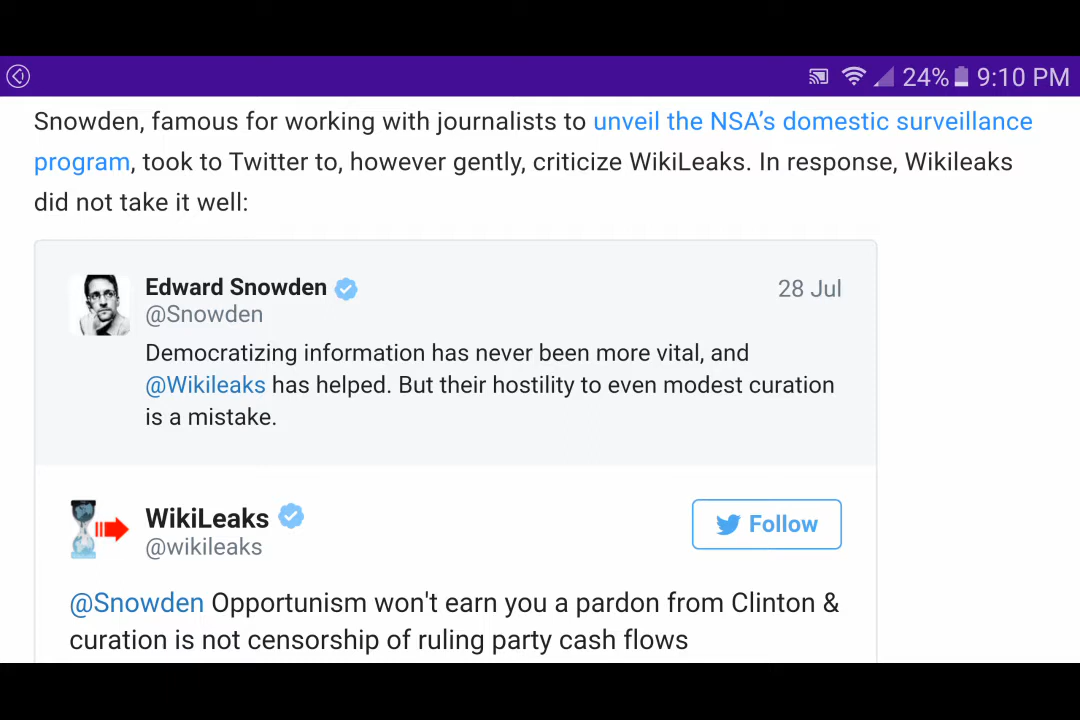 24% 9:10 PM
Snowden, famous for working with journalists to unveil the NSA’s domestic surveillance
program, took to Twitter to, however gently, criticize WikiLeaks. In response, Wikileaks
did not take it well:
Edward Snowden
28 Jul
@Snowden
Democratizing information has never been more vital, and
@Wikileaks has helped. But their hostility to even modest curation
is a mistake.
WikiLeaks
Follow
@wikileaks
@Snowden Opportunism won't earn you a pardon from Clinton &
curation is not censorship of ruling party cash flows